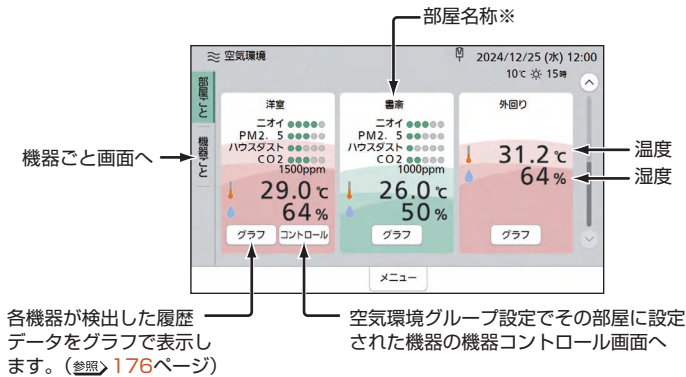 部屋名称※
空気環境
2024/12/25 (水) 12:00
10℃ 15時
部屋ごと
機器ごと
機器ごと画面へ
洋室
ニオイ
PM2. 5
ハウスダスト
CO2
1500ppm
29.0 ℃
64 %
グラフ
コントロール
書斎
ニオイ
PM2. 5
ハウスダスト
CO2
1000ppm
26.0 ℃
50 %
グラフ
外回り
31.2 ℃
64 %
グラフ
温度
湿度
メニュー
各機器が検出した履歴
データをグラフで表示し
ます。(参照 176ページ)
空気環境グループ設定でその部屋に設定
された機器の機器コントロール画面へ